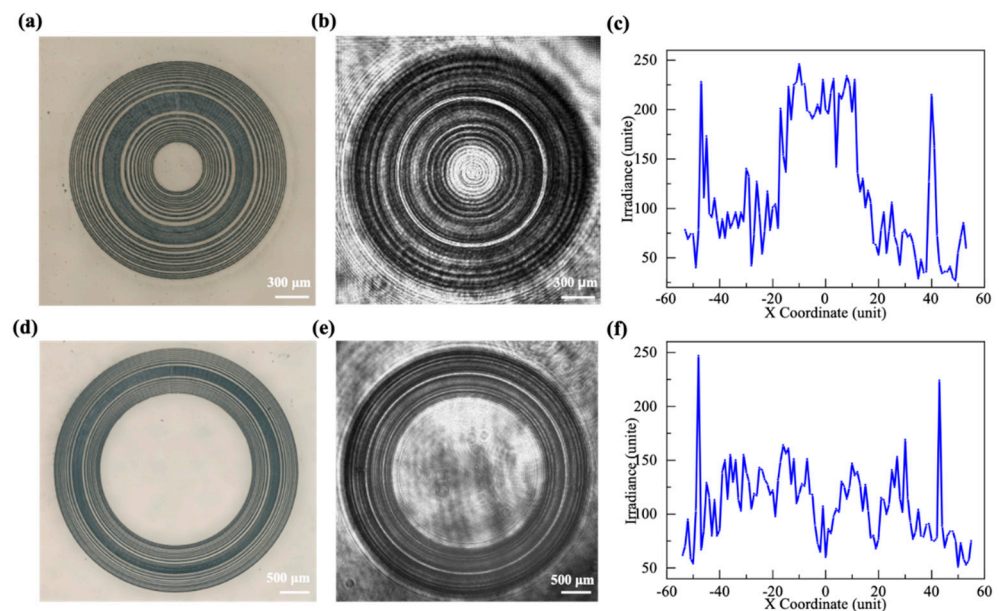 (a)
(b)
(c)
300 μm
300 μm
250
200
150
100
50
Irradiance (unite)
-60 -40 -20 0 20 40 60
X Coordinate (unit)
(d)
(e)
(f)
500 μm
500 μm
250
200
150
100
50
Irradiance (unite)
-60 -40 -20 0 20 40 60
X Coordinate (unit)